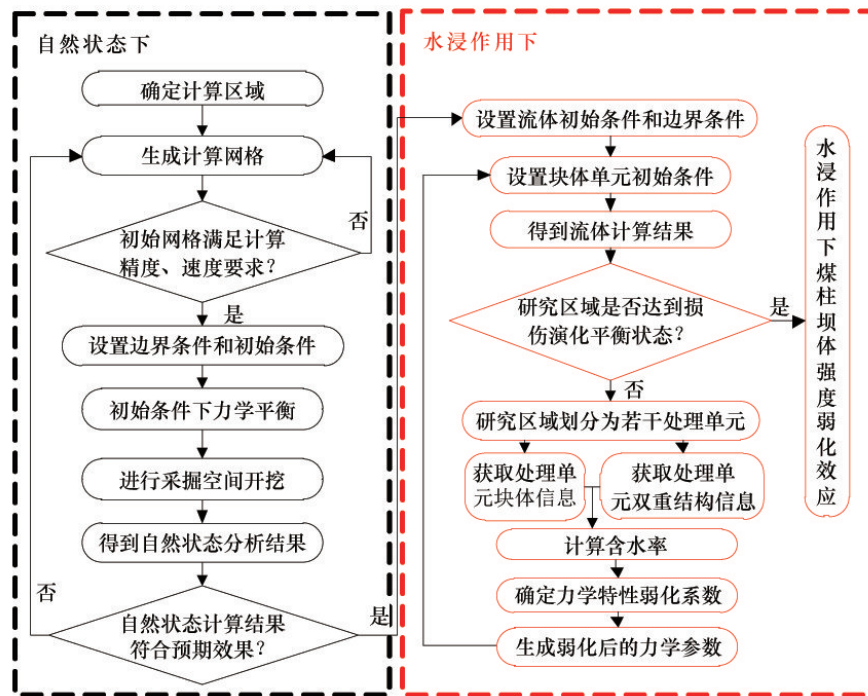 自然状态下
确定计算区域
生成计算网格
否
初始网格满足计算
精度、速度要求？
是
设置边界条件和初始条件
初始条件下力学平衡
进行采掘空间开挖
得到自然状态分析结果
否
自然状态计算结果
符合预期效果？
是
水浸作用下
设置流体初始条件和边界条件
设置块体单元初始条件
得到流体计算结果
研究区域是否达到损
伤演化平衡状态？
是
否
研究区域划分为若干处理单元
获取处理单
元块体信息
获取处理单
元双重结构信息
计算含水率
确定力学特性弱化系数
生成弱化后的力学参数
水浸作用下煤柱坝体强度弱化效应